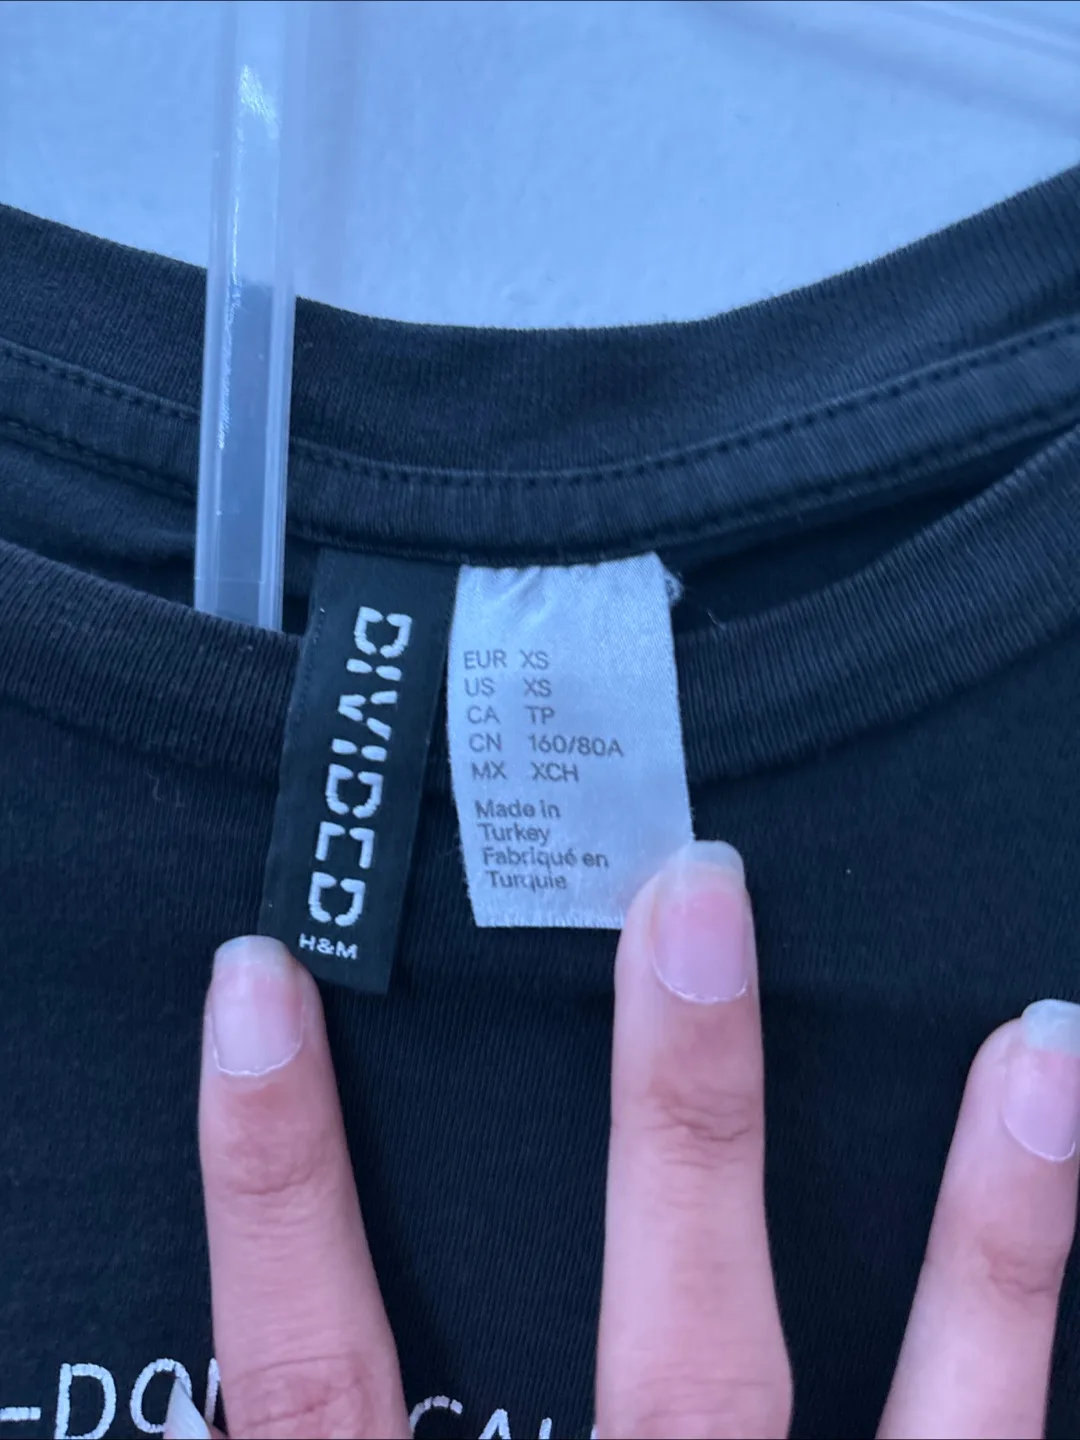 DIVIDED
H&M
EUR XS
US XS
CA TP
CN 160/80A
MX XCH
Made in
Turkey
Fabriqué en
Turquie